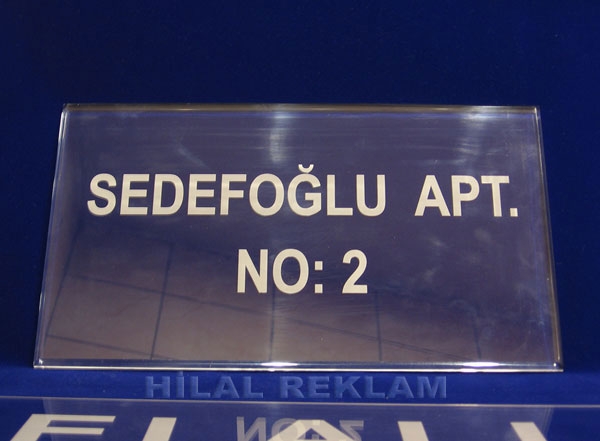 SEDEFOĞLU APT.
NO: 2
HİLAL REKLAM